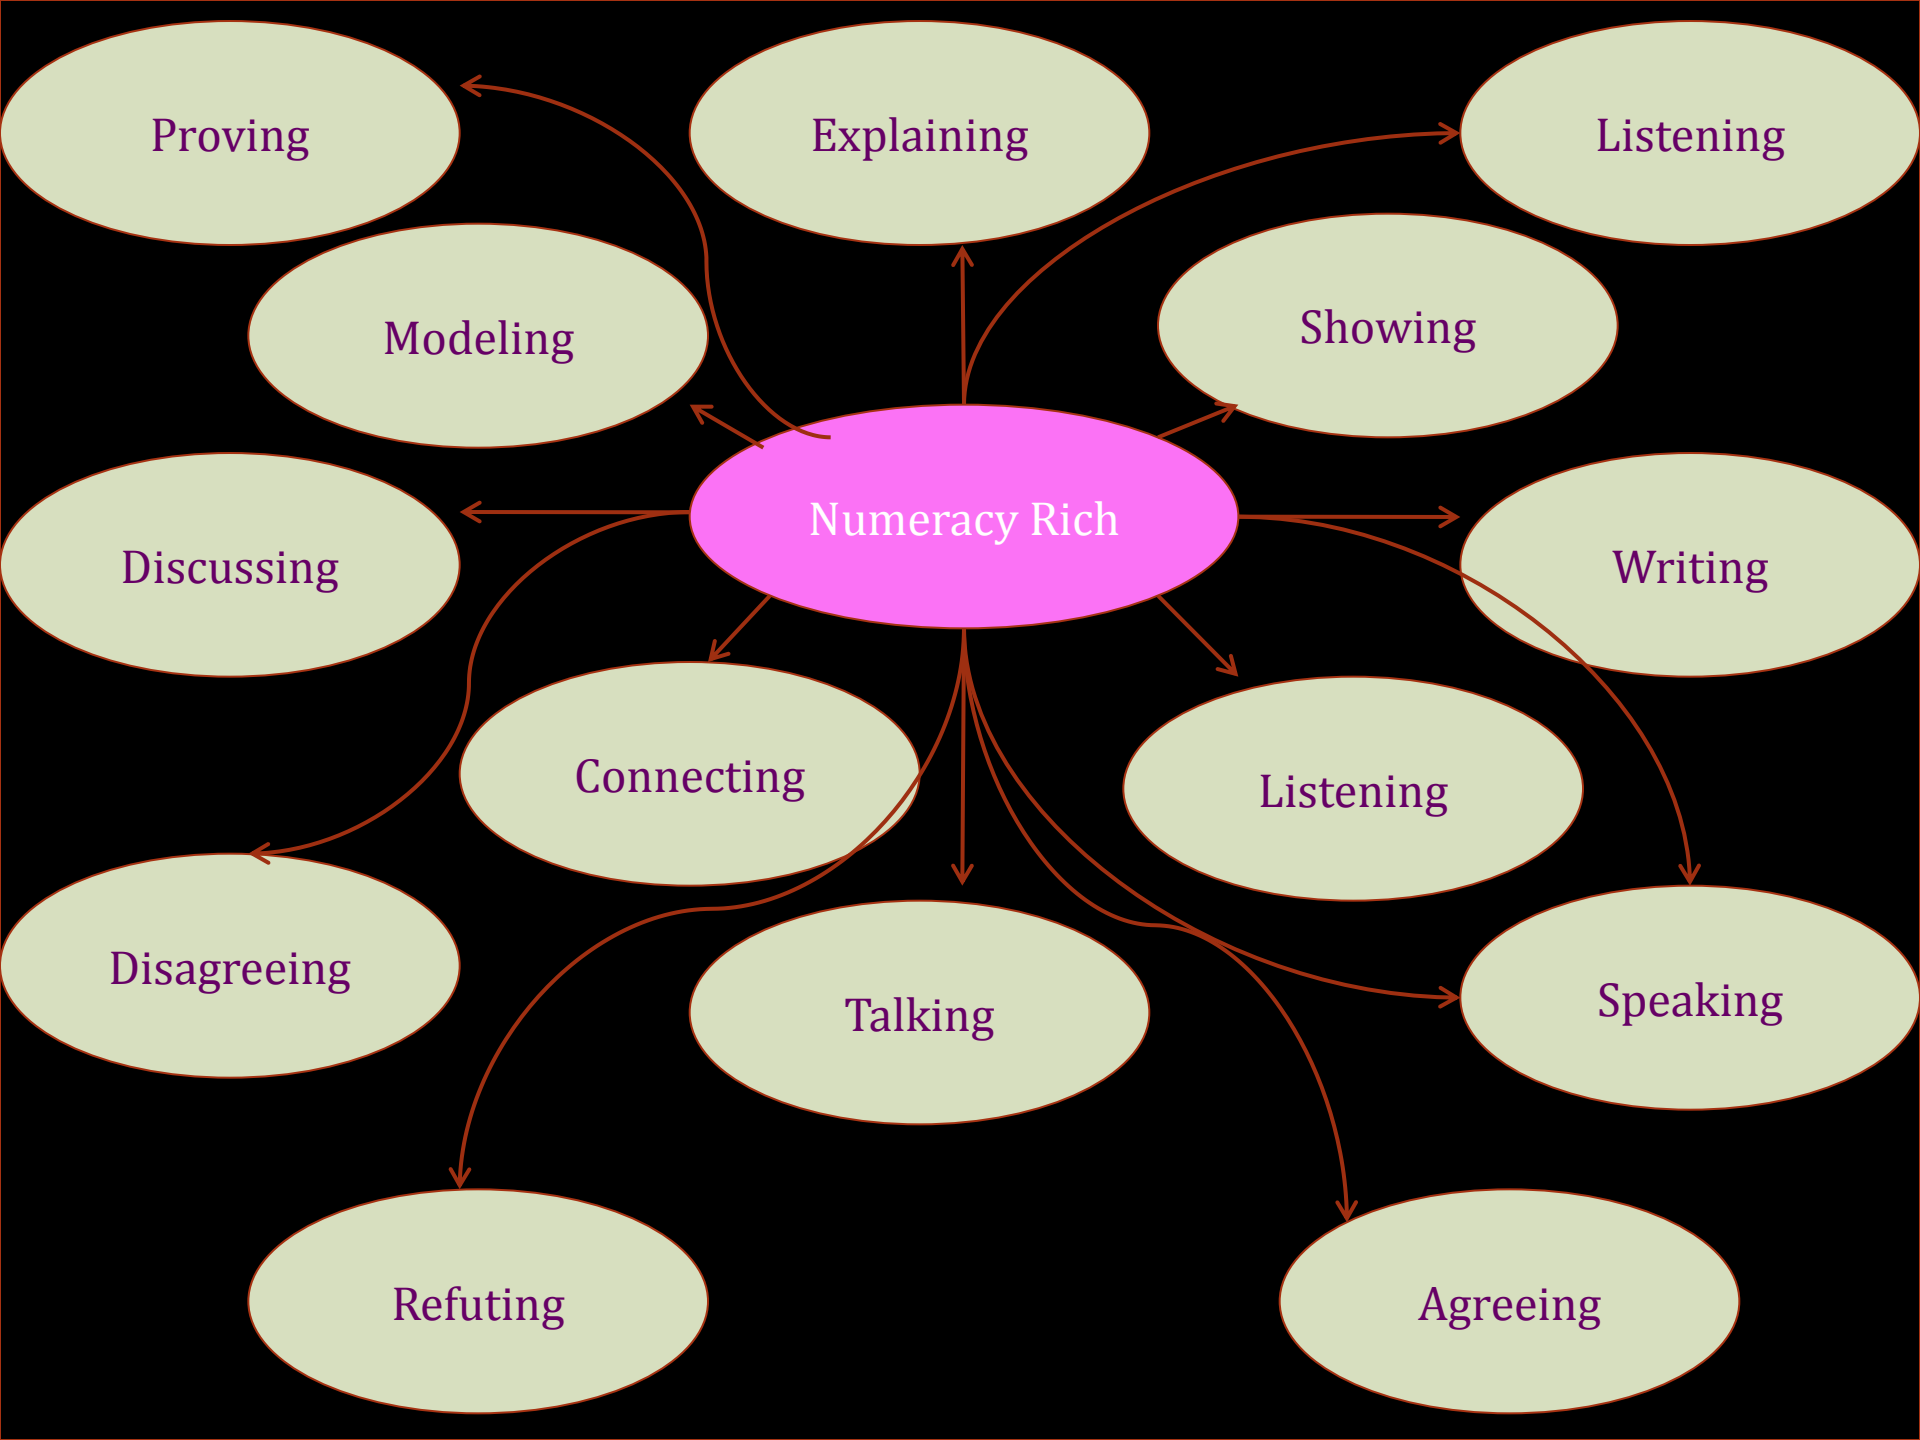 Proving
Explaining
Listening
Modeling
Showing
Numeracy Rich
Discussing
Writing
Connecting
Listening
Disagreeing
Talking
Speaking
Refuting
Agreeing